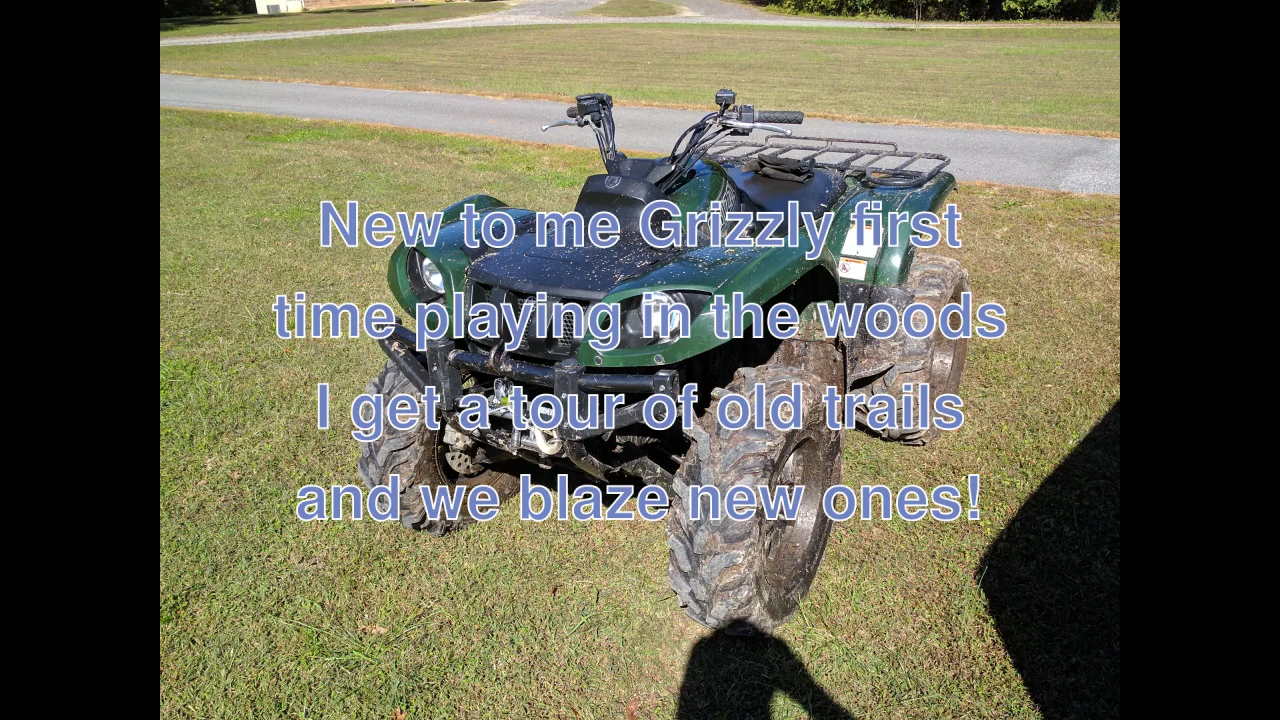 New to me Grizzly first
time playing in the woods
I get a tour of old trails
and we blaze new ones!